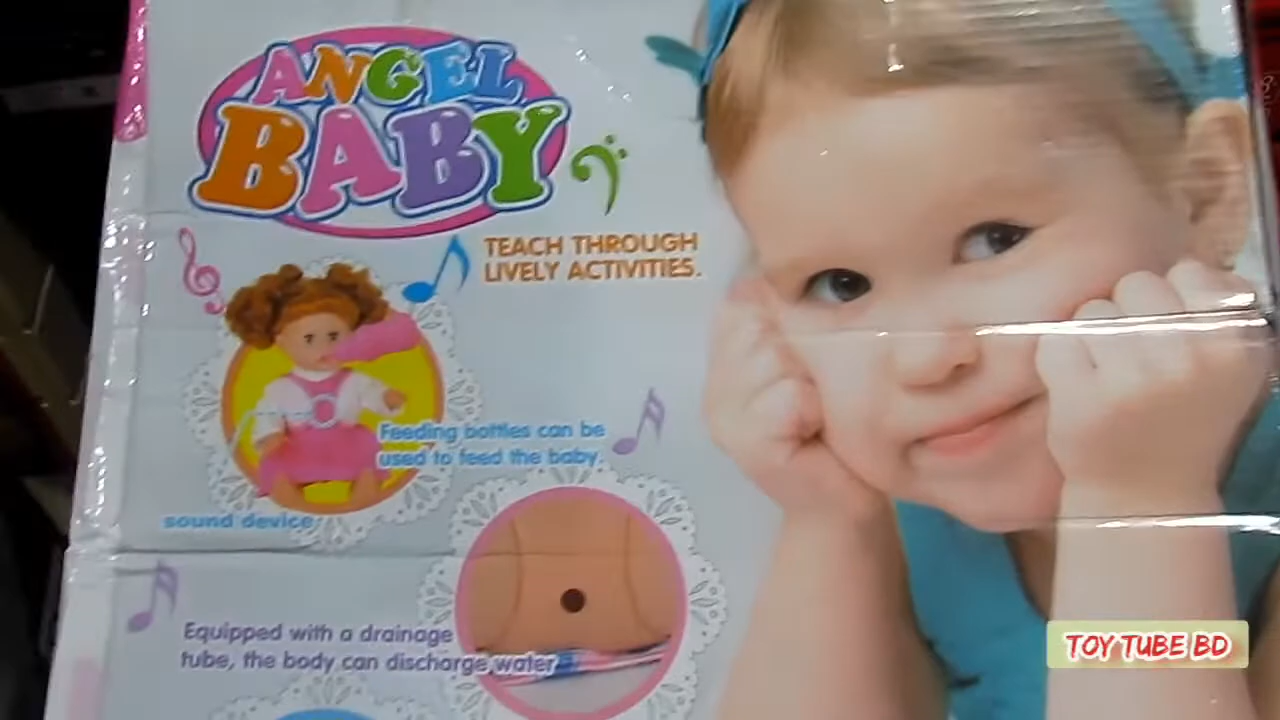 ANGEL
BABY
TEACH THROUGH
LIVELY ACTIVITIES.
Feeding bottles can be
used to feed the baby.
sound device
Equipped with a drainage
tube, the body can discharge water
TOY TUBE BD